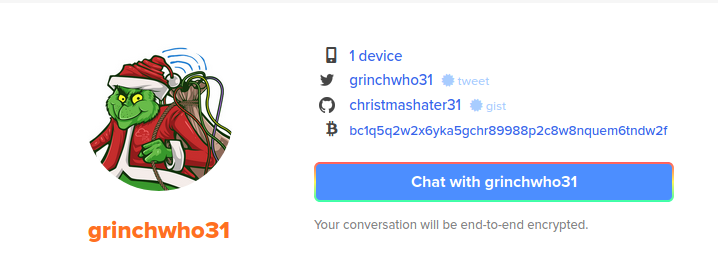 1 device
grinchwho31 tweet
christmashater31 gist
bc1q5q2w2x6yka5gchr89988p2c8w8nquem6tndw2f
Chat with grinchwho31
grinchwho31
Your conversation will be end-to-end encrypted.